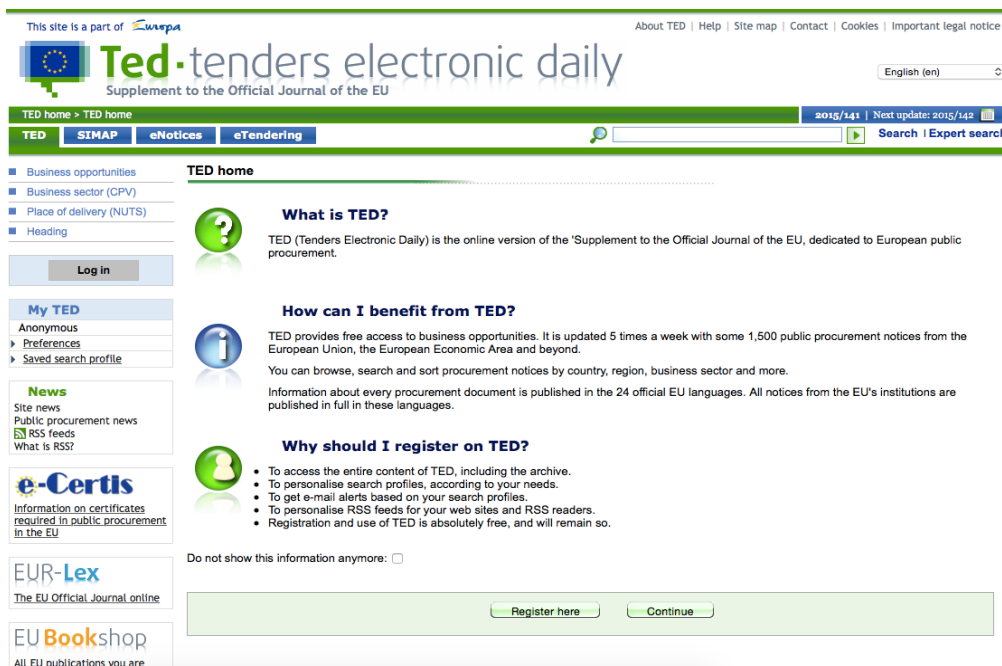 This site is a part of Europa
About TED | Help | Site map | Contact | Cookies | Important legal notice
Ted · tenders electronic daily
Supplement to the Official Journal of the EU
English (en)
TED home > TED home
2015/141 | Next update: 2015/142
TED SIMAP eNotices eTendering
Search | Expert search
Business opportunities
Business sector (CPV)
Place of delivery (NUTS)
Heading
Log in
My TED
Anonymous
Preferences
Saved search profile
News
Site news
Public procurement news
RSS feeds
What is RSS?
e-Certis
Information on certificates
required in public procurement
in the EU
EUR-Lex
The EU Official Journal online
EU Bookshop
All EU publications you are
TED home
What is TED?
TED (Tenders Electronic Daily) is the online version of the 'Supplement to the Official Journal of the EU, dedicated to European public
procurement.
How can I benefit from TED?
TED provides free access to business opportunities. It is updated 5 times a week with some 1,500 public procurement notices from the
European Union, the European Economic Area and beyond.
You can browse, search and sort procurement notices by country, region, business sector and more.
Information about every procurement document is published in the 24 official EU languages. All notices from the EU's institutions are
published in full in these languages.
Why should I register on TED?
• To access the entire content of TED, including the archive.
• To personalise search profiles, according to your needs.
• To get e-mail alerts based on your search profiles.
• To personalise RSS feeds for your web sites and RSS readers.
• Registration and use of TED is absolutely free, and will remain so.
Do not show this information anymore:
Register here
Continue